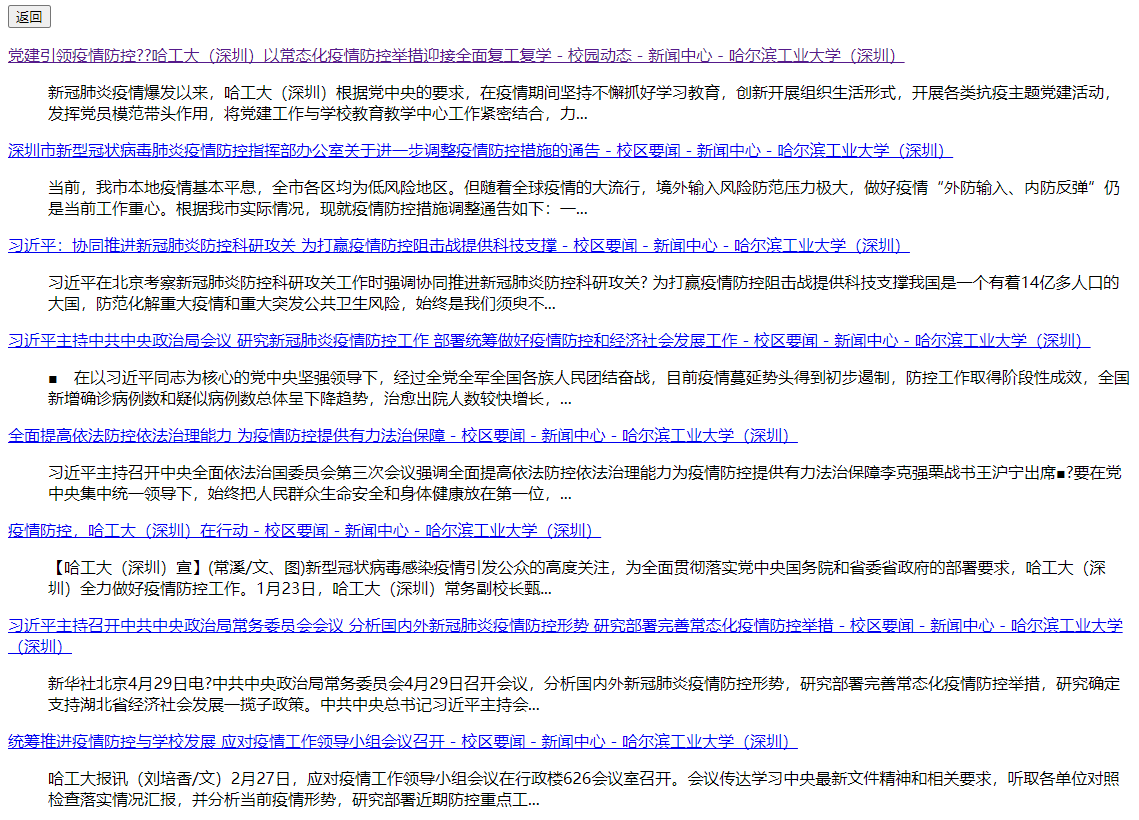 返回
党建引领疫情防控??哈工大（深圳）以常态化疫情防控举措迎接全面复工复学 - 校园动态 - 新闻中心 - 哈尔滨工业大学（深圳）
新冠肺炎疫情爆发以来，哈工大（深圳）根据党中央的要求，在疫情期间坚持不懈抓好学习教育，创新开展组织生活形式，开展各类抗疫主题党建活动，
发挥党员模范带头作用，将党建工作与学校教育教学中心工作紧密结合，力...
深圳市新型冠状病毒肺炎疫情防控指挥部办公室关于进一步调整疫情防控措施的通告 - 校区要闻 - 新闻中心 - 哈尔滨工业大学（深圳）
当前，我市本地疫情基本平息，全市各区均为低风险地区。但随着全球疫情的大流行，境外输入风险防范压力极大，做好疫情“外防输入、内防反弹”仍
是当前工作重心。根据我市实际情况，现就疫情防控措施调整通告如下：一...
习近平：协同推进新冠肺炎防控科研攻关 为打赢疫情防控阻击战提供科技支撑 - 校区要闻 - 新闻中心 - 哈尔滨工业大学（深圳）
习近平在北京考察新冠肺炎防控科研攻关工作时强调协同推进新冠肺炎防控科研攻关? 为打赢疫情防控阻击战提供科技支撑我国是一个有着14亿多人口的
大国，防范化解重大疫情和重大突发公共卫生风险，始终是我们须臾不...
习近平主持中共中央政治局会议 研究新冠肺炎疫情防控工作 部署统筹做好疫情防控和经济社会发展工作 - 校区要闻 - 新闻中心 - 哈尔滨工业大学（深圳）
■　在以习近平同志为核心的党中央坚强领导下，经过全党全军全国各族人民团结奋战，目前疫情蔓延势头得到初步遏制，防控工作取得阶段性成效，全国
新增确诊病例数和疑似病例数总体呈下降趋势，治愈出院人数较快增长，...
全面提高依法防控依法治理能力 为疫情防控提供有力法治保障 - 校区要闻 - 新闻中心 - 哈尔滨工业大学（深圳）
习近平主持召开中央全面依法治国委员会第三次会议强调全面提高依法防控依法治理能力为疫情防控提供有力法治保障李克强栗战书王沪宁出席■?要在党
中央集中统一领导下，始终把人民群众生命安全和身体健康放在第一位，...
疫情防控，哈工大（深圳）在行动 - 校区要闻 - 新闻中心 - 哈尔滨工业大学（深圳）
【哈工大（深圳）宣】(常溪/文、图)新型冠状病毒感染疫情引发公众的高度关注，为全面贯彻落实党中央国务院和省委省政府的部署要求，哈工大（深
圳）全力做好疫情防控工作。1月23日，哈工大（深圳）常务副校长甄...
习近平主持召开中共中央政治局常务委员会会议 分析国内外新冠肺炎疫情防控形势 研究部署完善常态化疫情防控举措 - 校区要闻 - 新闻中心 - 哈尔滨工业大学
（深圳）
新华社北京4月29日电?中共中央政治局常务委员会4月29日召开会议，分析国内外新冠肺炎疫情防控形势，研究部署完善常态化疫情防控举措，研究确定
支持湖北省经济社会发展一揽子政策。中共中央总书记习近平主持会...
统筹推进疫情防控与学校发展 应对疫情工作领导小组会议召开 - 校区要闻 - 新闻中心 - 哈尔滨工业大学（深圳）
哈工大报讯（刘培香/文）2月27日，应对疫情工作领导小组会议在行政楼626会议室召开。会议传达学习中央最新文件精神和相关要求，听取各单位对照
检查落实情况汇报，并分析当前疫情形势，研究部署近期防控重点工...